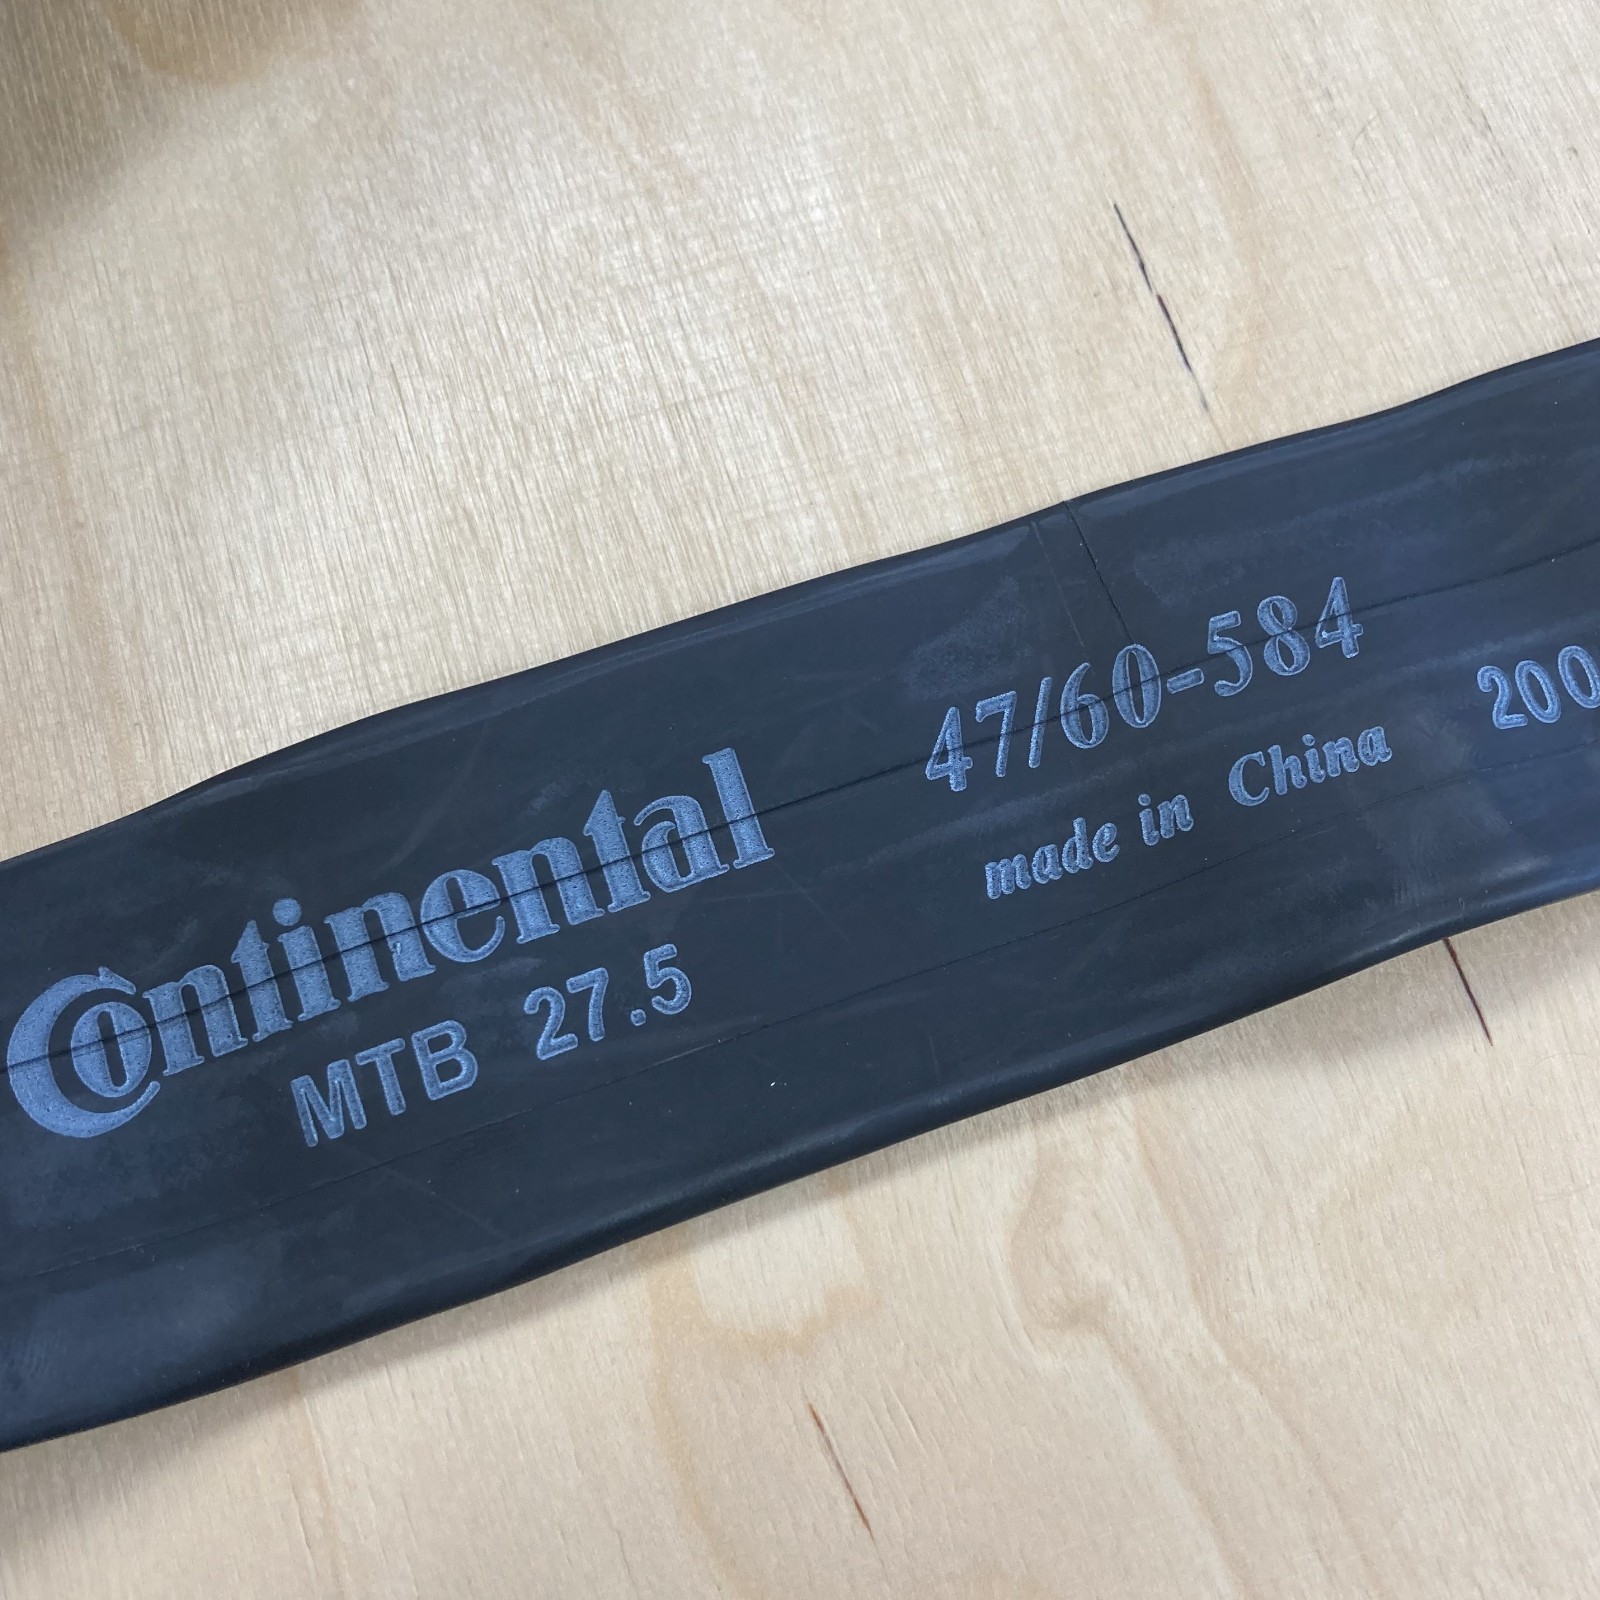 Continental
MTB 27.5
47/60-584
made in China